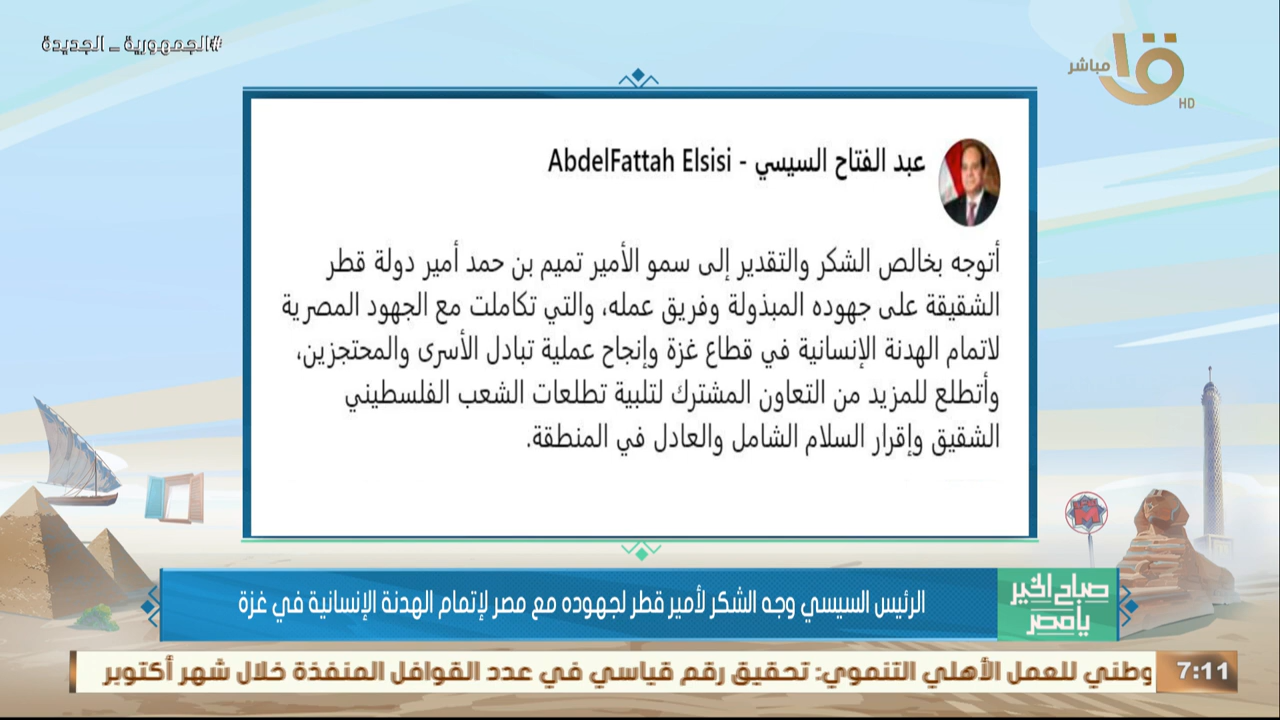 #الجمهورية_الجديدة
مباشر
HD
عبد الفتاح السيسي - AbdelFattah Elsisi
أتوجه بخالص الشكر والتقدير إلى سمو الأمير تميم بن حمد أمير دولة قطر
الشقيقة على جهوده المبذولة وفريق عمله، والتي تكاملت مع الجهود المصرية
لاتمام الهدنة الإنسانية في قطاع غزة وإنجاح عملية تبادل الأسرى والمحتجزين،
وأتطلع للمزيد من التعاون المشترك لتلبية تطلعات الشعب الفلسطيني
الشقيق وإقرار السلام الشامل والعادل في المنطقة.
صباح الخير
يا مصر
الرئيس السيسي وجه الشكر لأمير قطر لجهوده مع مصر لإتمام الهدنة الإنسانية في غزة
7:11
وطني للعمل الأهلي التنموي: تحقيق رقم قياسي في عدد القوافل المنفذة خلال شهر أكتوبر